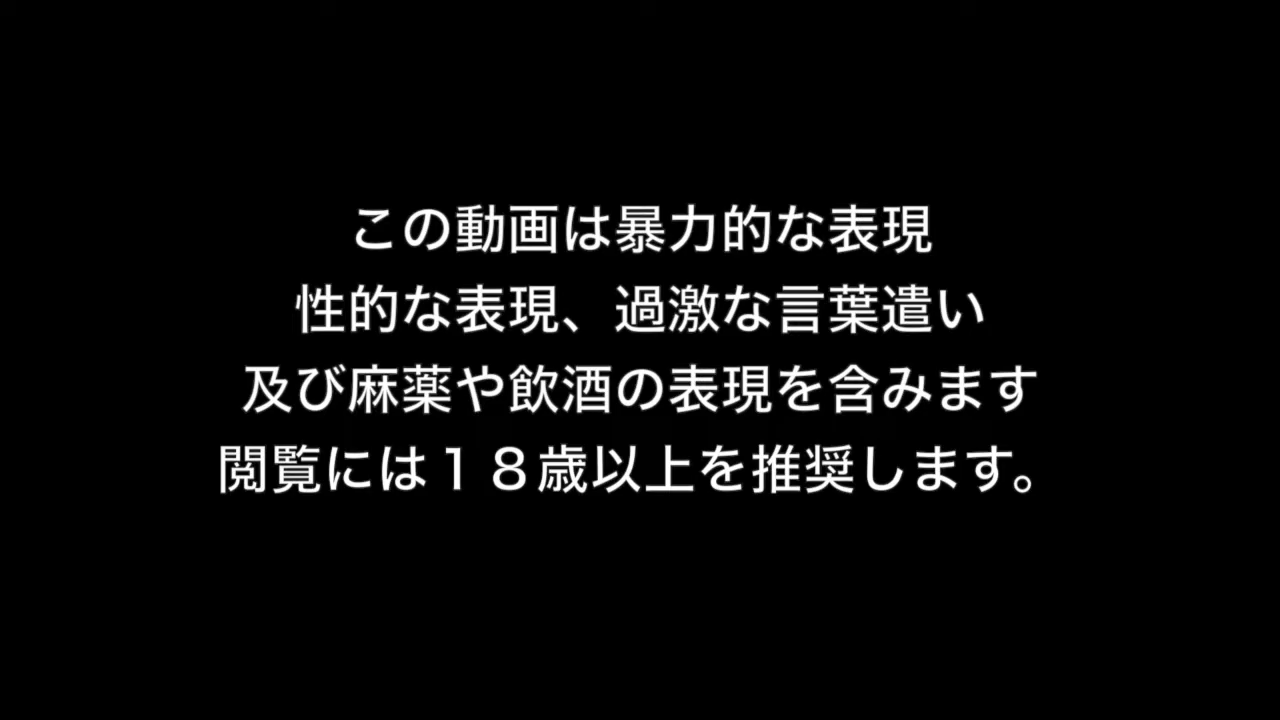 この動画は暴力的な表現
性的な表現、過激な言葉遣い
及び麻薬や飲酒の表現を含みます
閲覧には１８歳以上を推奨します。